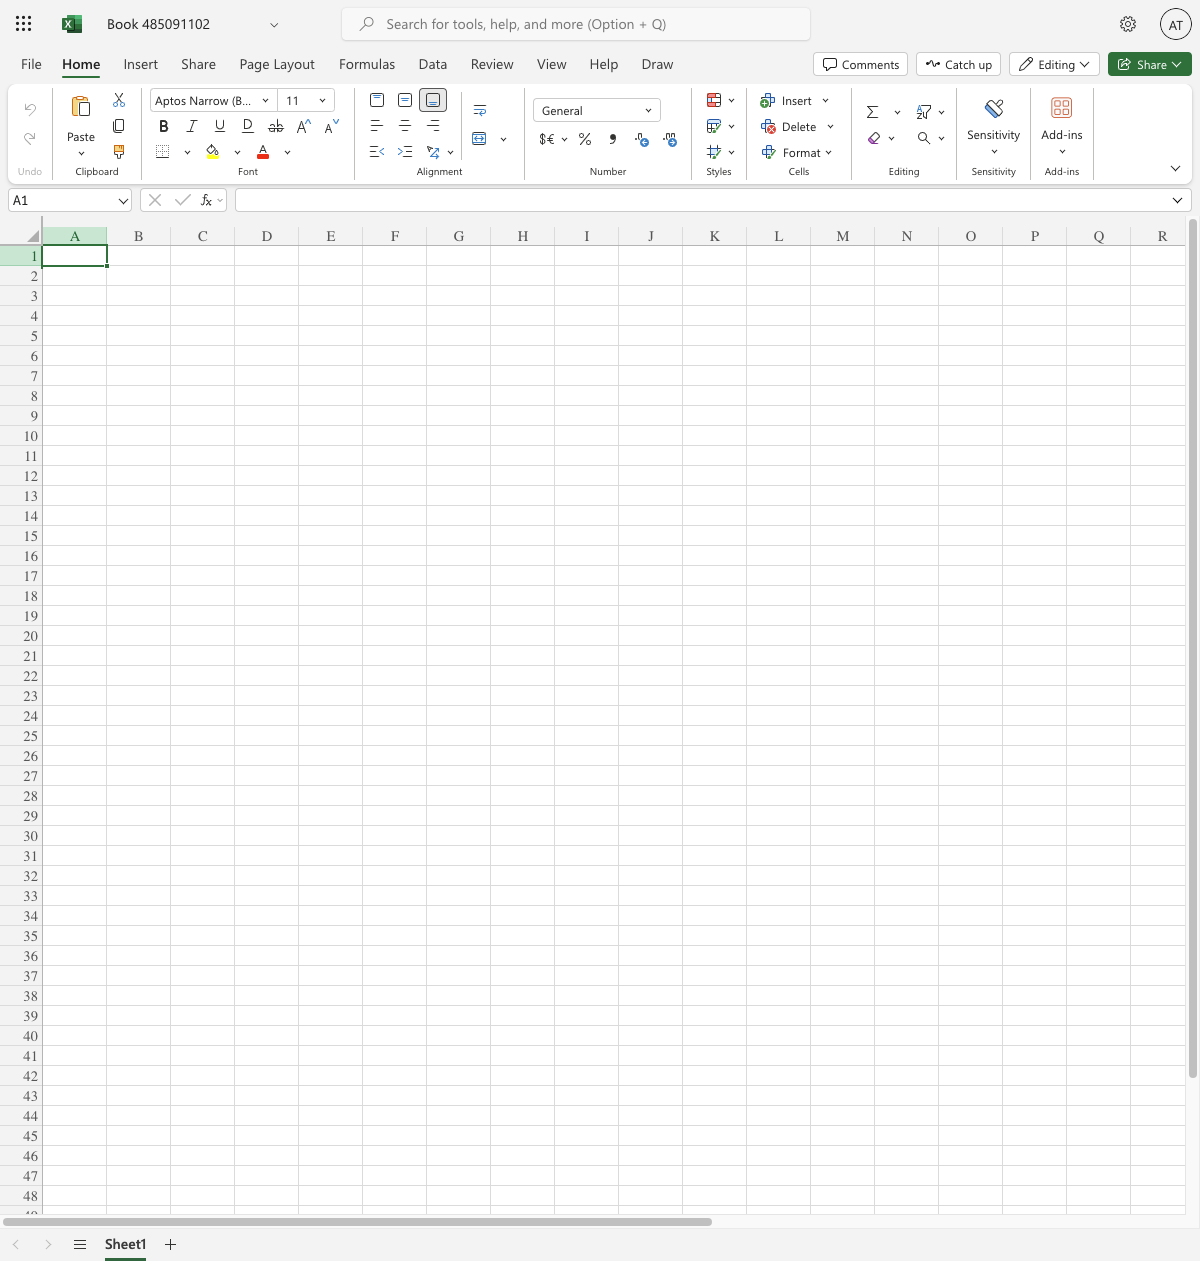 Book 485091102
Search for tools, help, and more (Option + Q)
AT
File Home Insert Share Page Layout Formulas Data Review View Help Draw
Comments Catch up Editing Share
Paste
Aptos Narrow (B... 11
General
Insert
Delete
Format
Sensitivity
Add-ins
Undo Clipboard Font Alignment Number Styles Cells Editing Sensitivity Add-ins
A1
A B C D E F G H I J K L M N O P Q R
1
2
3
4
5
6
7
8
9
10
11
12
13
14
15
16
17
18
19
20
21
22
23
24
25
26
27
28
29
30
31
32
33
34
35
36
37
38
39
40
41
42
43
44
45
46
47
48
Sheet1